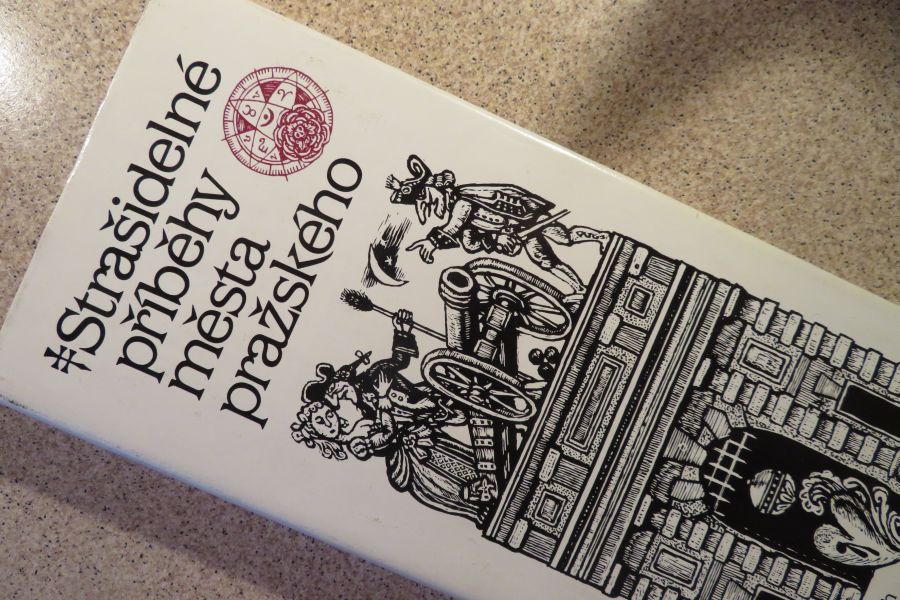 ‡Strašidelné
příběhy
města
pražského